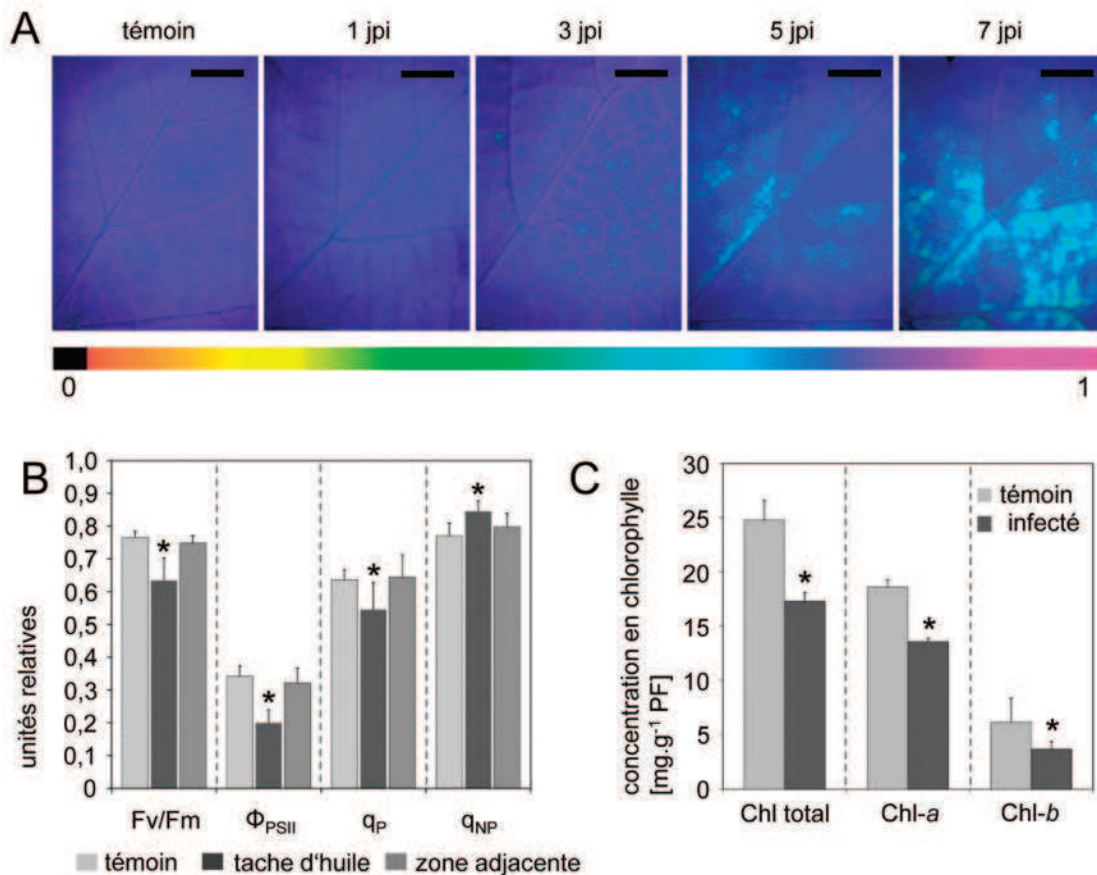 A
témoin 1 jpi 3 jpi 5 jpi 7 jpi
0 1
B
unités relatives
1,0
0,9
0,8
0,7
0,6
0,5
0,4
0,3
0,2
0,1
0
* * * *
Fv/Fm ΦPSII qP qNP
témoin tache d'huile zone adjacente
C
concentration en chlorophylle
[mg.g-1 PF]
30
25
20
15
10
5
0
témoin
infecté
* * *
Chl total Chl-a Chl-b